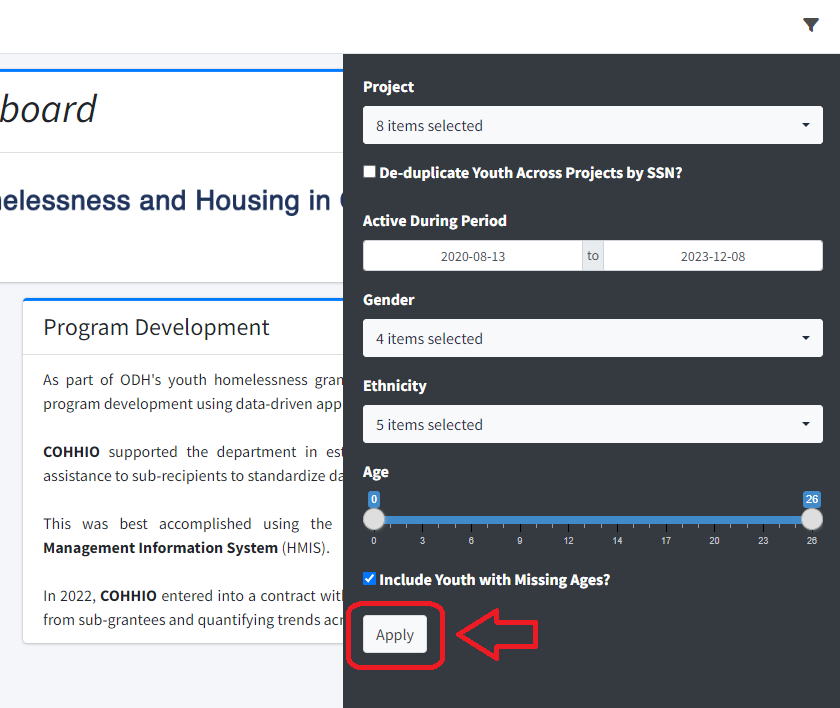 board
elessness and Housing in
Program Development
As part of ODH's youth homelessness gran
program development using data-driven app
COHHIO supported the department in est
assistance to sub-recipients to standardize da
This was best accomplished using the
Management Information System (HMIS).
In 2022, COHHIO entered into a contract with
from sub-grantees and quantifying trends acr
Project
8 items selected
De-duplicate Youth Across Projects by SSN?
Active During Period
2020-08-13 to 2023-12-08
Gender
4 items selected
Ethnicity
5 items selected
Age
0 26
0 3 6 9 12 14 17 20 23 26
Include Youth with Missing Ages?
Apply